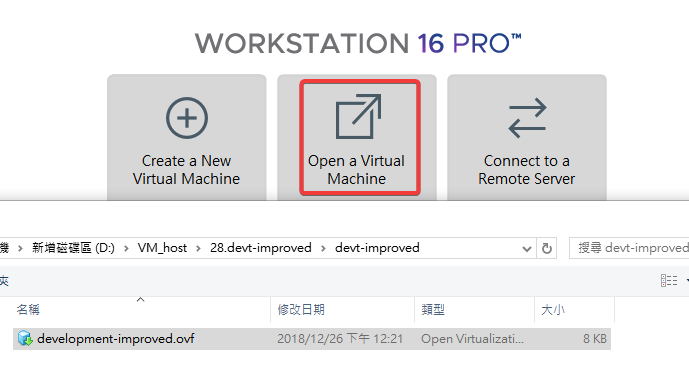 WORKSTATION 16 PRO™
Create a New
Virtual Machine
Open a Virtual
Machine
Connect to a
Remote Server
機 > 新增磁碟區 (D:) > VM_host > 28.devt-improved > devt-improved
搜尋 devt-improved
夾
名稱 修改日期 類型 大小
development-improved.ovf 2018/12/26 下午 12:21 Open Virtualizati... 8 KB